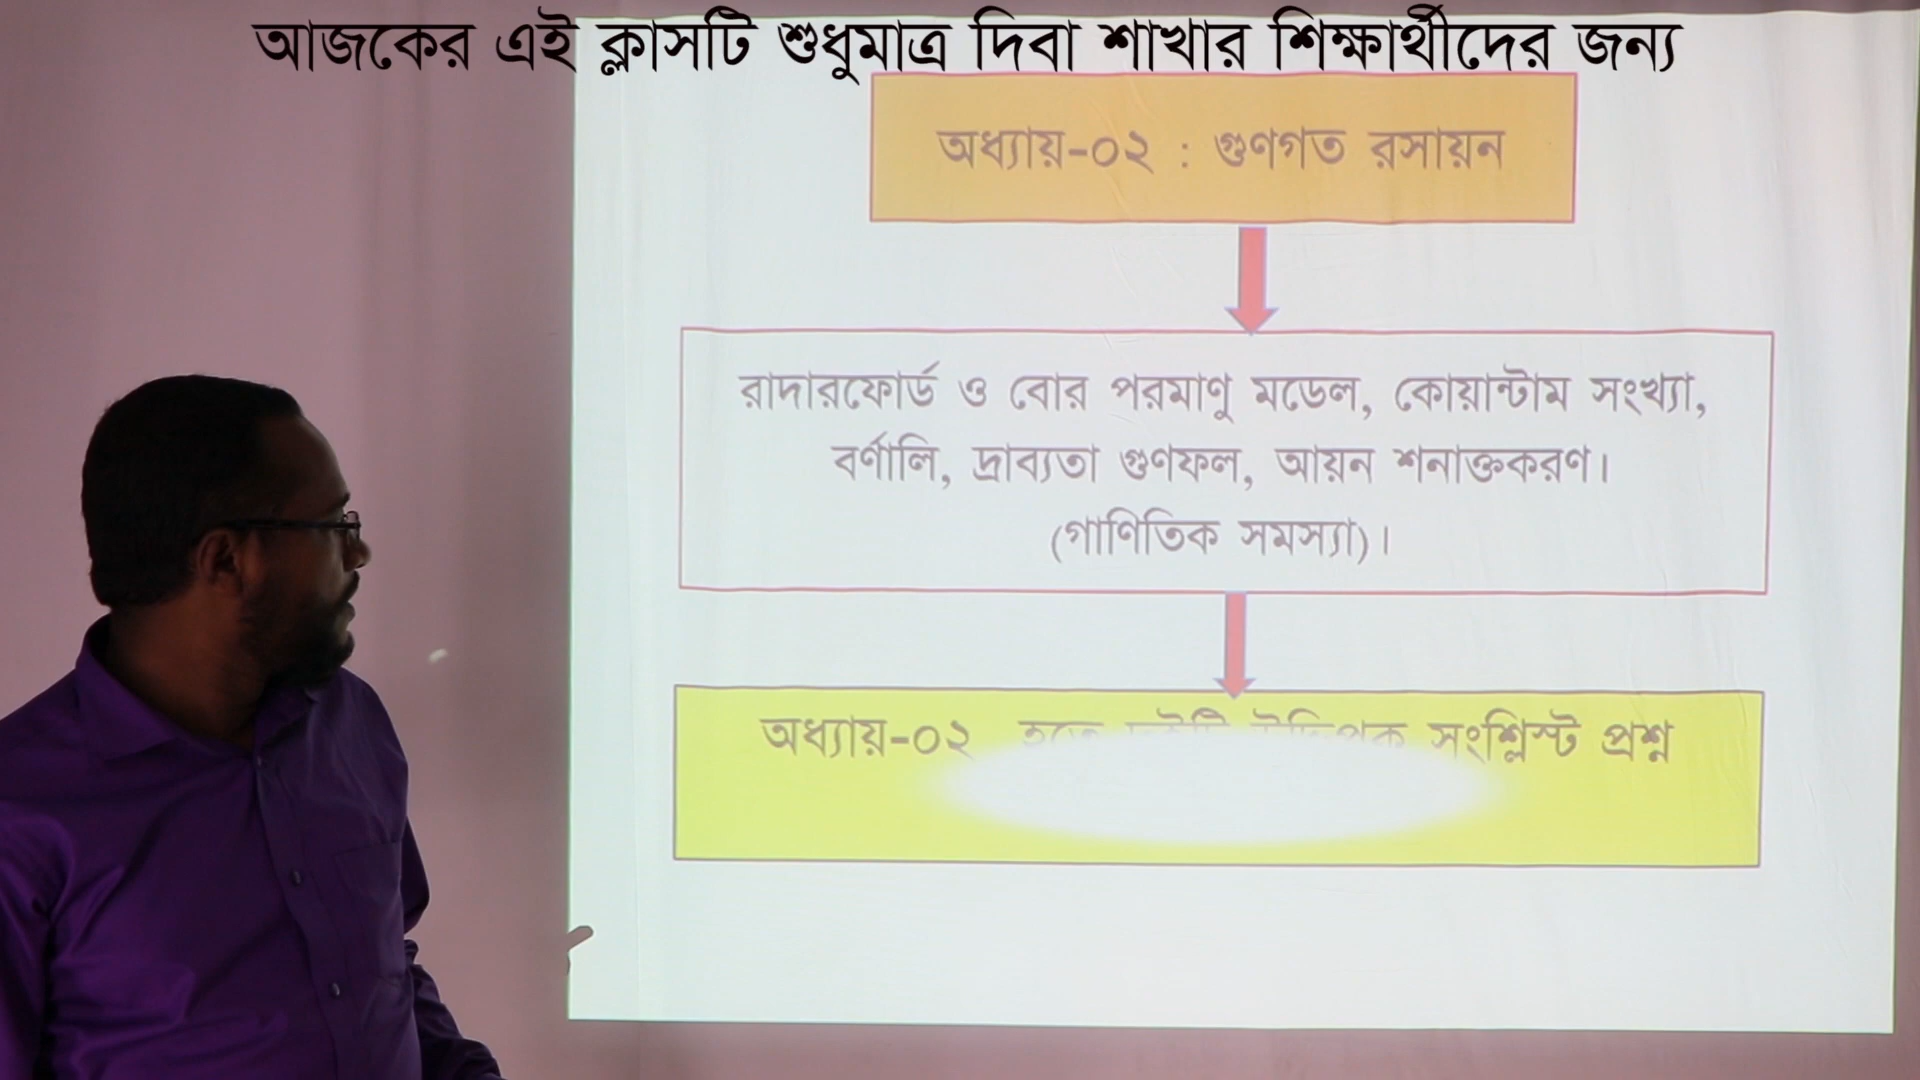 আজকের এই ক্লাসটি শুধুমাত্র দিবা শাখার শিক্ষার্থীদের জন্য
অধ্যায়-০২ : গুণগত রসায়ন
রাদারফোর্ড ও বোর পরমাণু মডেল, কোয়ান্টাম সংখ্যা,
বর্ণালি, দ্রাব্যতা গুণফল, আয়ন শনাক্তকরণ।
(গাণিতিক সমস্যা)।
অধ্যায়-০২ হতে সংশ্লিস্ট প্রশ্ন